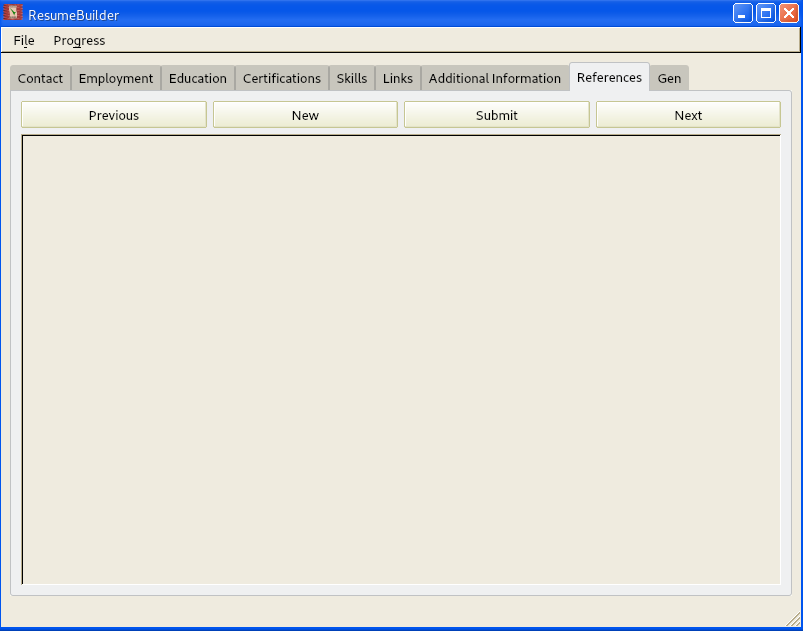 ResumeBuilder
File Progress
Contact Employment Education Certifications Skills Links Additional Information References Gen
Previous New Submit Next